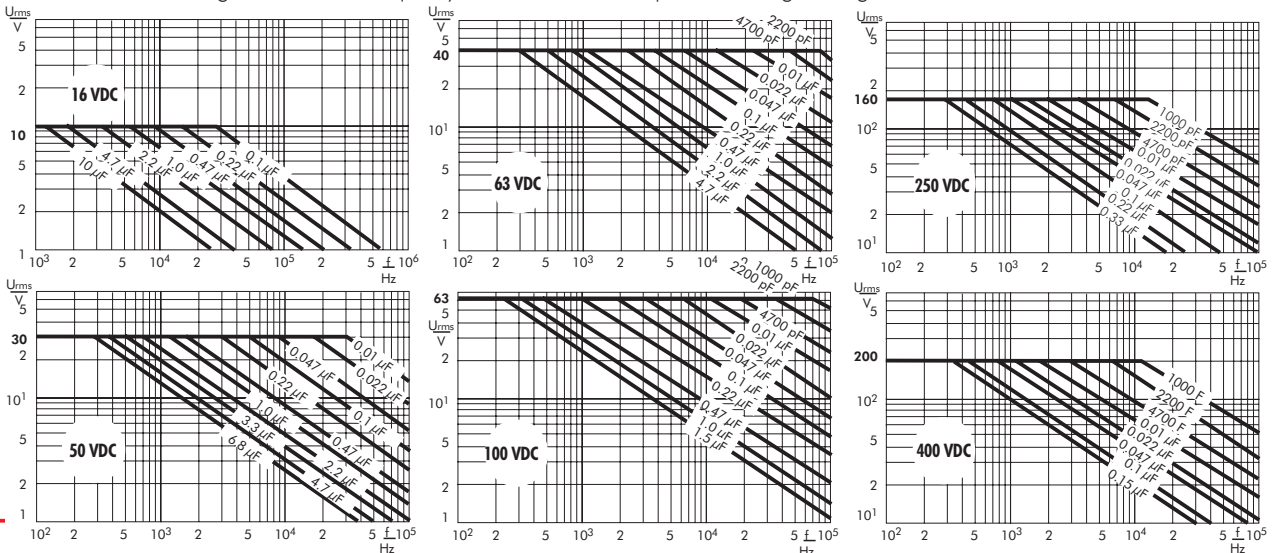 Urms
V
5
2
16 VDC
10
5
2
1
10 µF
4.7 µF
2.2 µF
1.0 µF
0.47 µF
0.22 µF
0.1 µF
10³ 2 5 10⁴ 2 5 10⁵ 2 5 f 10⁶
Hz
Urms
V
5
40
10¹
5
2
1
63 VDC
4700 pF
2200 pF
0.01 µF
0.022 µF
0.047 µF
0.1 µF
0.22 µF
0.47 µF
1.0 µF
2.2 µF
4.7 µF
10² 2 5 10³ 2 5 10⁴ 2 5 f 10⁵
Hz
Urms
V
5
2
160
10²
5
2
10¹
250 VDC
1000 pF
2200 pF
4700 pF
0.01 µF
0.022 µF
0.047 µF
0.1 µF
0.22 µF
0.33 µF
10² 2 5 10³ 2 5 10⁴ 2 5 f 10⁵
Hz
Urms
V
5
30
2
10¹
5
2
1
50 VDC
0.01 µF
0.022 µF
0.047 µF
0.1 µF
0.22 µF
0.47 µF
1.0 µF
2.2 µF
3.3 µF
4.7 µF
6.8 µF
10² 2 5 10³ 2 5 10⁴ 2 5 f 10⁵
Hz
63
5
Urms
V
2
10¹
5
2
1
100 VDC
1000 pF
2200 pF
4700 pF
0.01 µF
0.022 µF
0.047 µF
0.1 µF
0.22 µF
0.47 µF
1.0 µF
1.5 µF
10² 2 5 10³ 2 5 10⁴ 2 5 f 10⁵
Hz
Urms
V
5
200
10²
5
2
10¹
400 VDC
1000 F
2200 F
4700 F
0.01 µF
0.022 µF
0.047 µF
0.1 µF
0.15 µF
10² 2 5 10³ 2 5 10⁴ 2 5 f 10⁵
Hz